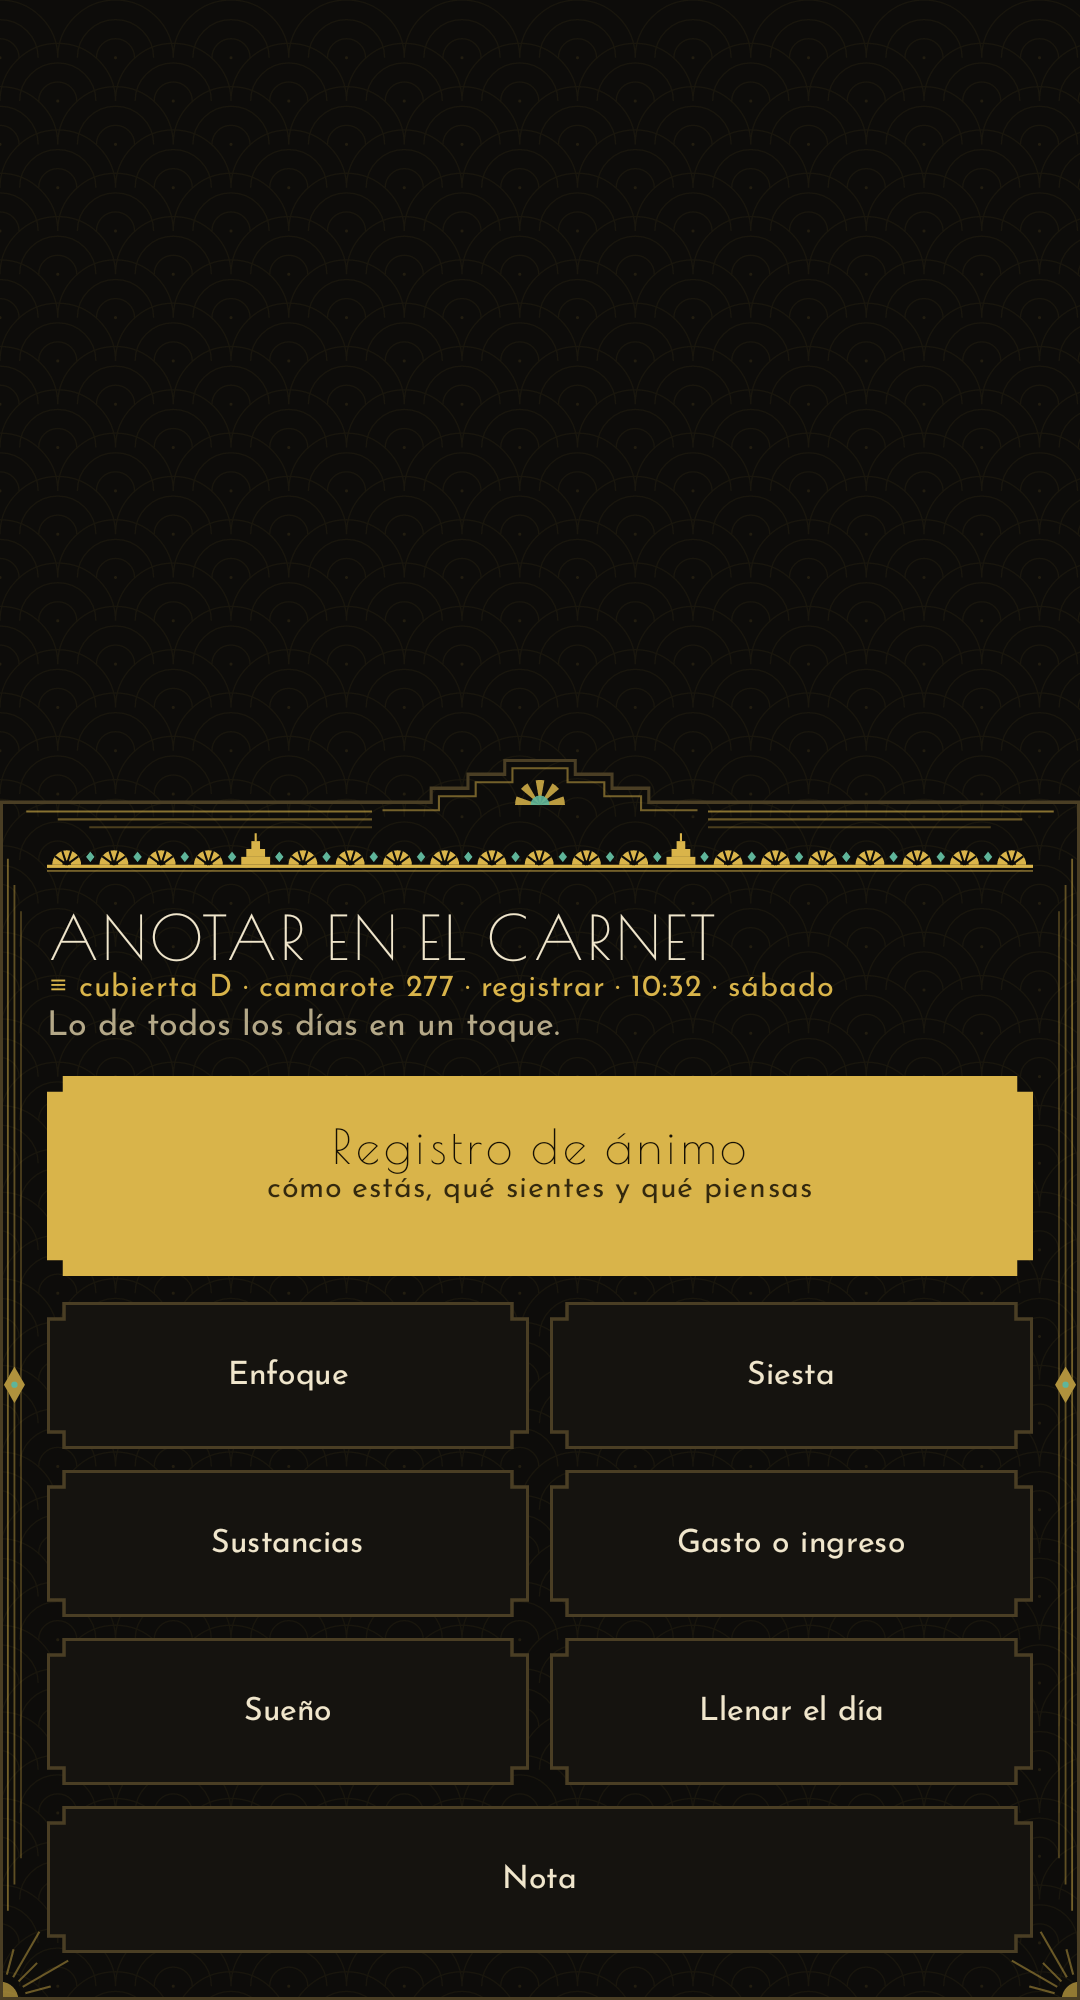 ANOTAR EN EL CARNET
≡ cubierta D · camarote 277 · registrar · 10:32 · sábado
Lo de todos los días en un toque.
Registro de ánimo
cómo estás, qué sientes y qué piensas
Enfoque
Siesta
Sustancias
Gasto o ingreso
Sueño
Llenar el día
Nota